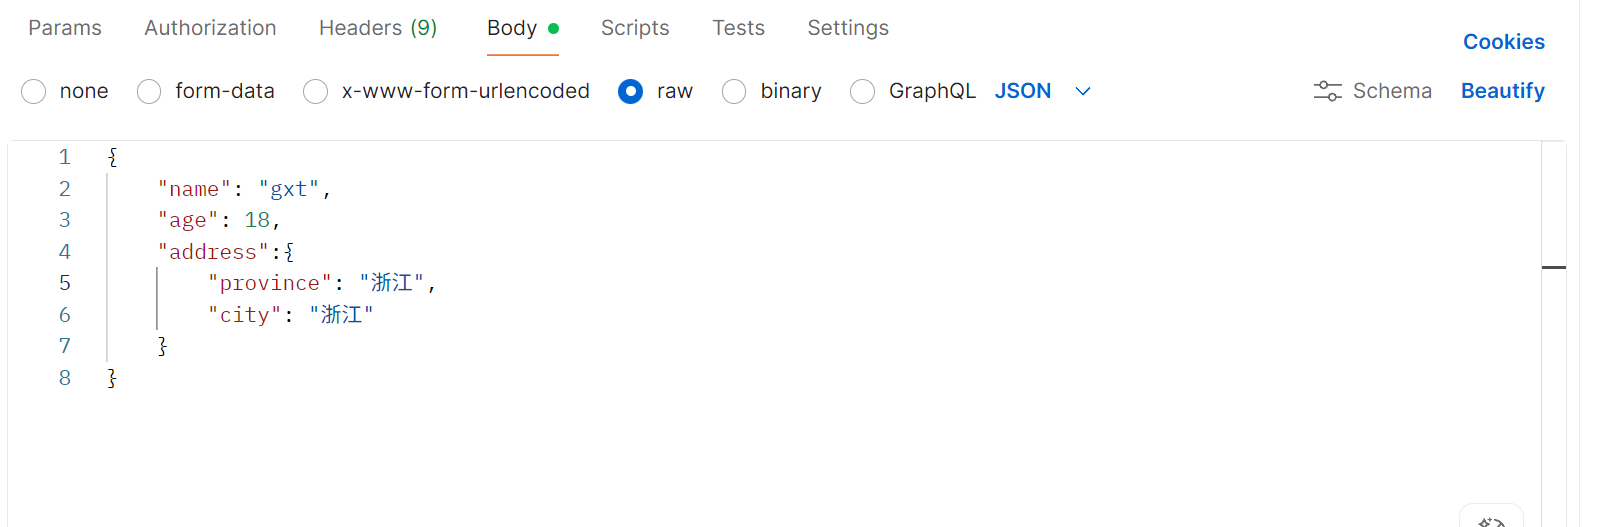 Params Authorization Headers (9) Body Scripts Tests Settings
Cookies
none form-data x-www-form-urlencoded raw binary GraphQL JSON Schema Beautify
1 {
2 "name": "gxt",
3 "age": 18,
4 "address":{
5 "province": "浙江",
6 "city": "浙江"
7 }
8 }